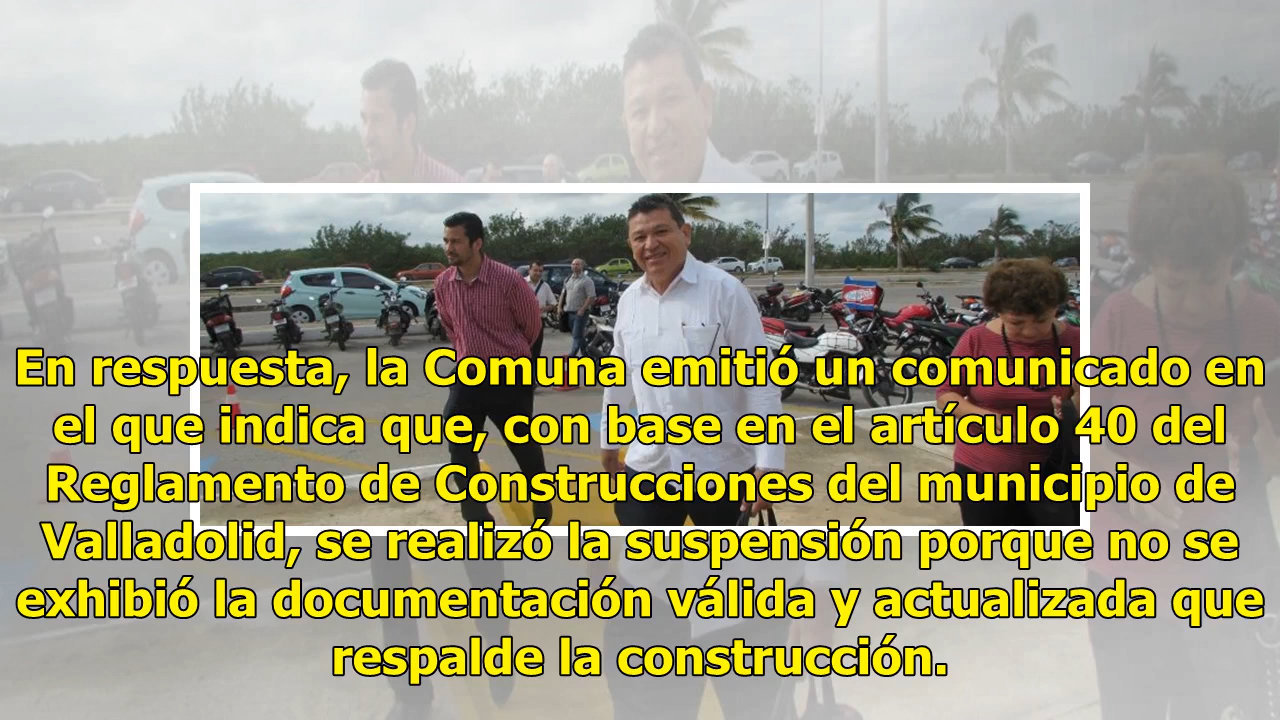 En respuesta, la Comuna emitió un comunicado en
el que indica que, con base en el artículo 40 del
Reglamento de Construcciones del municipio de
Valladolid, se realizó la suspensión porque no se
exhibió la documentación válida y actualizada que
respalde la construcción.